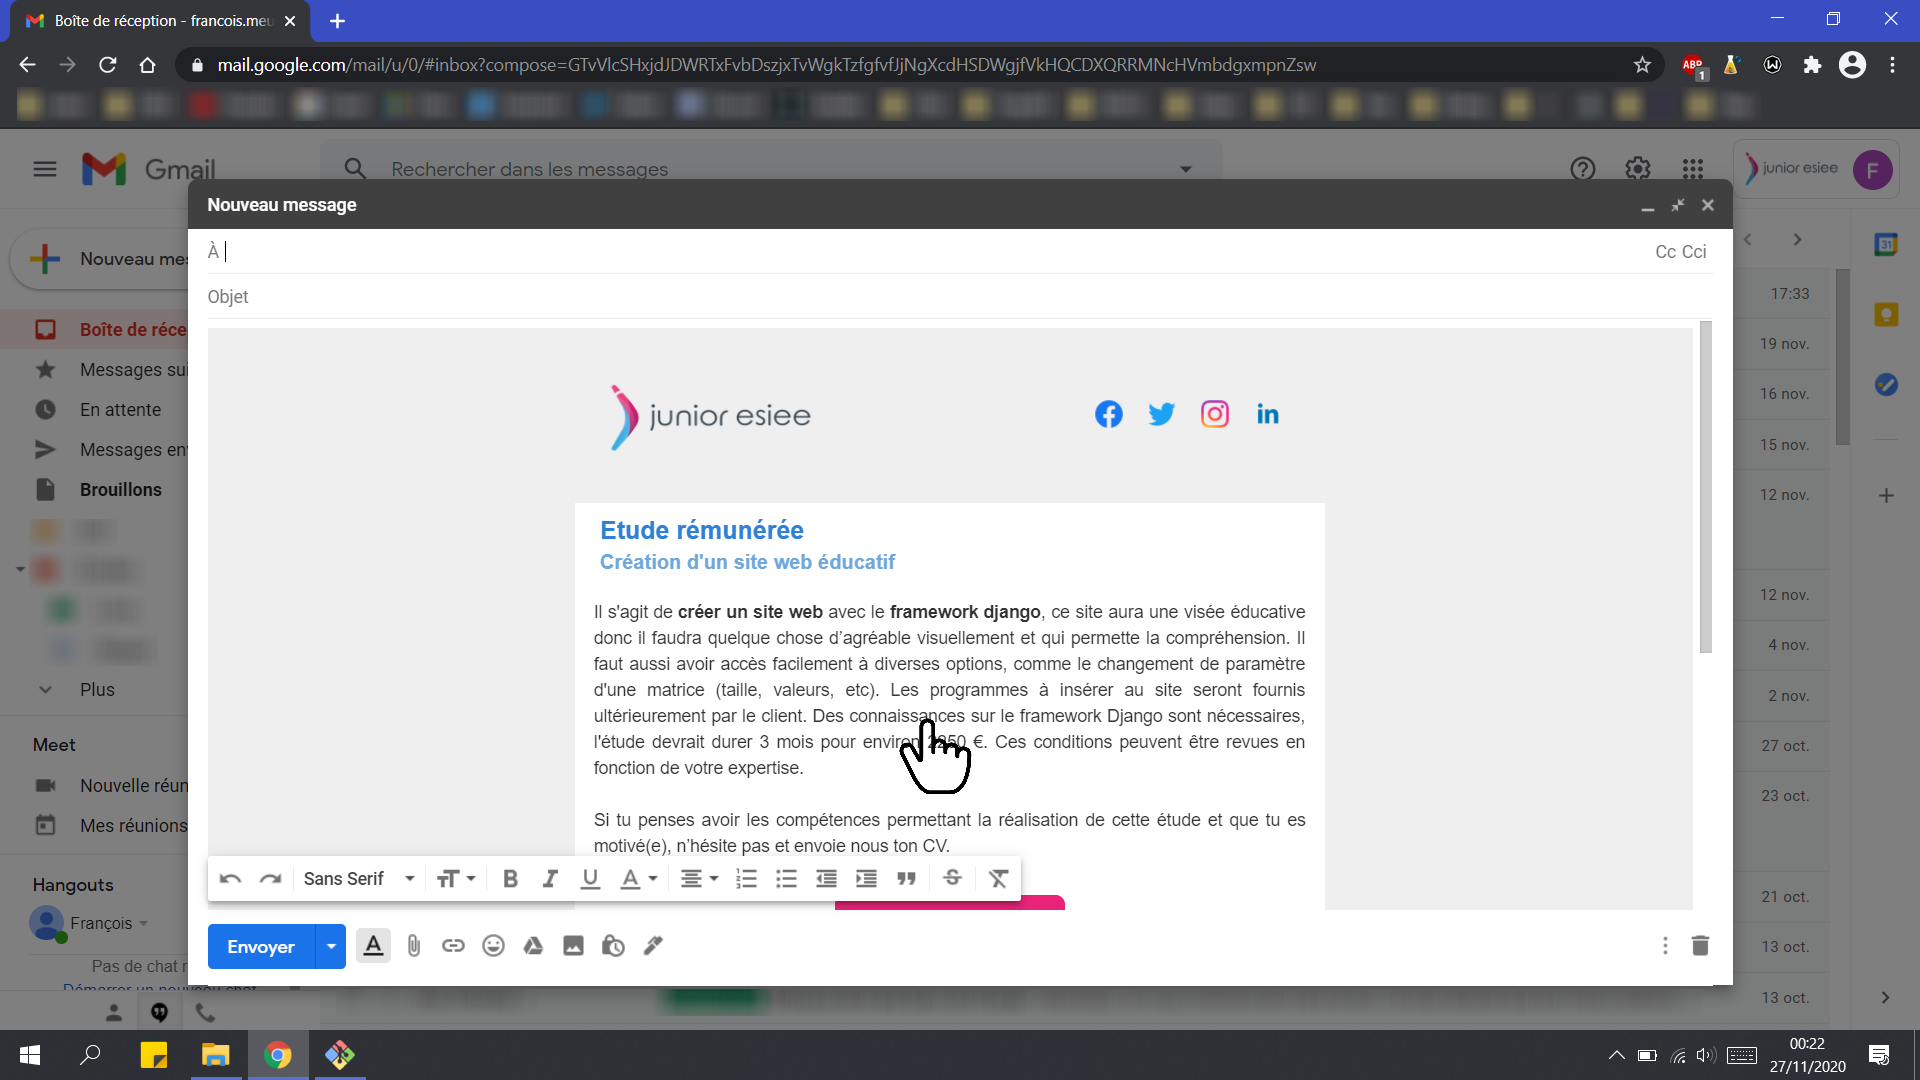 Boîte de réception - francois.meu
mail.google.com/mail/u/0/#inbox?compose=GTvVlcSHxjdJDWRTxFvbDszjxTvWgkTzfgfvfJjNgXcdHSDWgjfVkHQCDXQRRMNcHVmbdgxmpnZsw
ABP
1
Gmail
Rechercher dans les messages
junior esiee
F
Nouveau message
À
Cc Cci
Objet
Nouveau mes
Boîte de réce
Messages sui
En attente
Messages en
Brouillons
Plus
Meet
Nouvelle réun
Mes réunions
Hangouts
François
Pas de chat r
Démarrer un nouveau chat
junior esiee
Etude rémunérée
Création d'un site web éducatif
Il s'agit de créer un site web avec le framework django, ce site aura une visée éducative
donc il faudra quelque chose d’agréable visuellement et qui permette la compréhension. Il
faut aussi avoir accès facilement à diverses options, comme le changement de paramètre
d'une matrice (taille, valeurs, etc). Les programmes à insérer au site seront fournis
ultérieurement par le client. Des connaissances sur le framework Django sont nécessaires,
l'étude devrait durer 3 mois pour environ 2250 €. Ces conditions peuvent être revues en
fonction de votre expertise.
Si tu penses avoir les compétences permettant la réalisation de cette étude et que tu es
motivé(e), n’hésite pas et envoie nous ton CV.
Sans Serif
Envoyer
17:33
19 nov.
16 nov.
15 nov.
12 nov.
12 nov.
4 nov.
2 nov.
27 oct.
23 oct.
21 oct.
13 oct.
13 oct.
31
00:22
27/11/2020